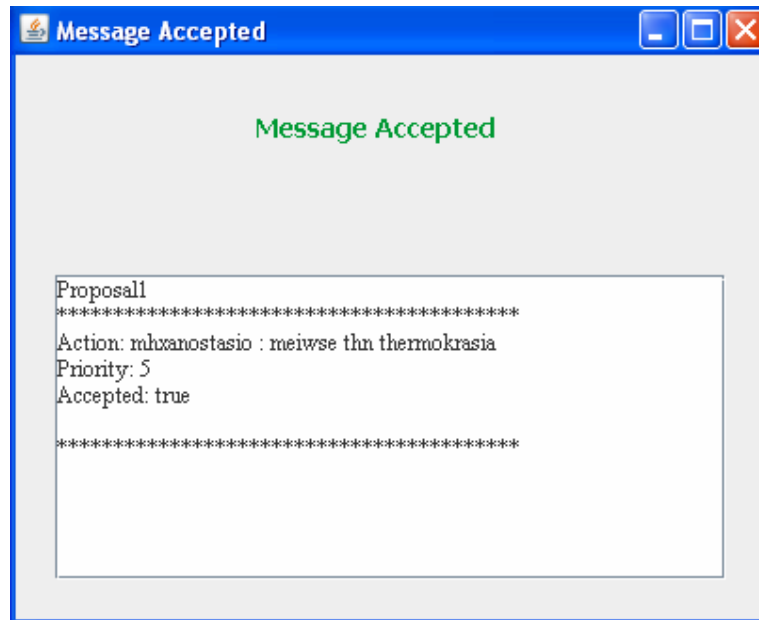 Message Accepted
Message Accepted
Proposal1
******************************************
Action: mhxanostasio : meiwse thn thermokrasia
Priority: 5
Accepted: true
******************************************